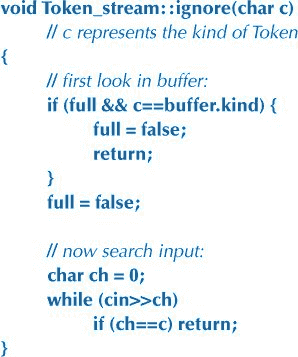 void Token_stream::ignore(char c)
// c represents the kind of Token
{
// first look in buffer:
if (full && c==buffer.kind) {
full = false;
return;
}
full = false;
// now search input:
char ch = 0;
while (cin>>ch)
if (ch==c) return;
}